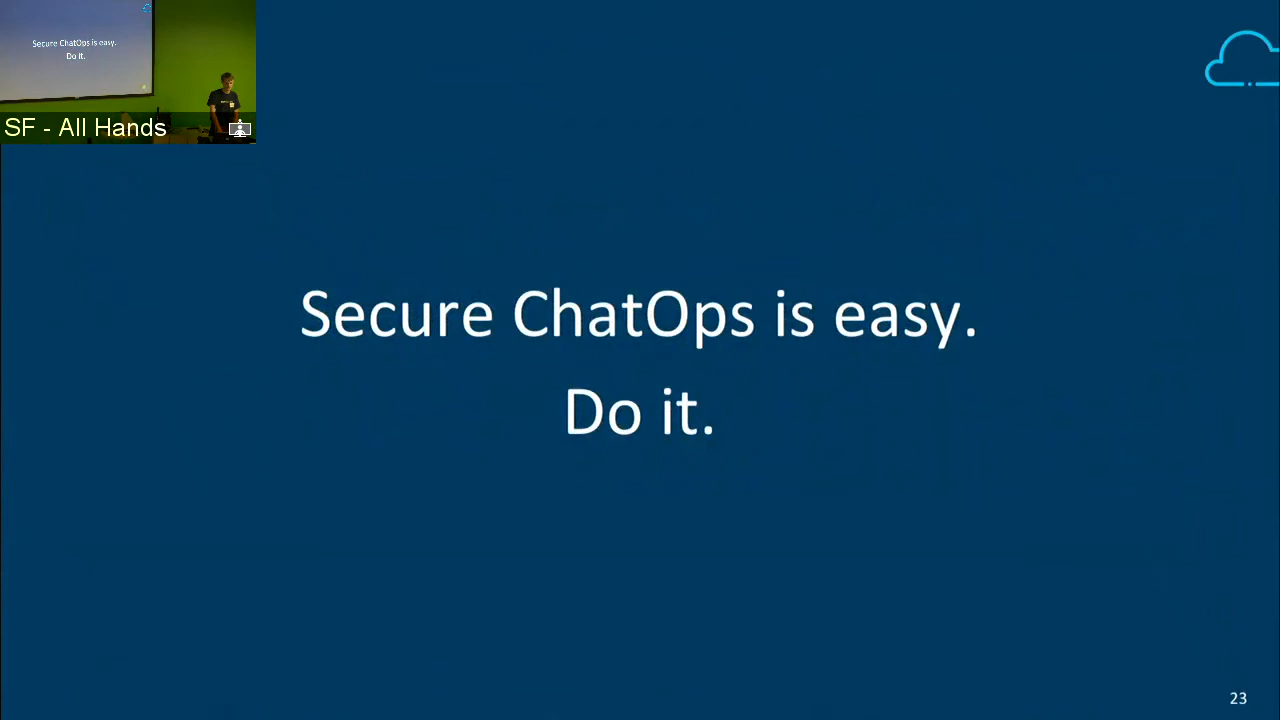 Secure ChatOps is easy.
Do it.
SF - All Hands
Secure ChatOps is easy.
Do it.
23